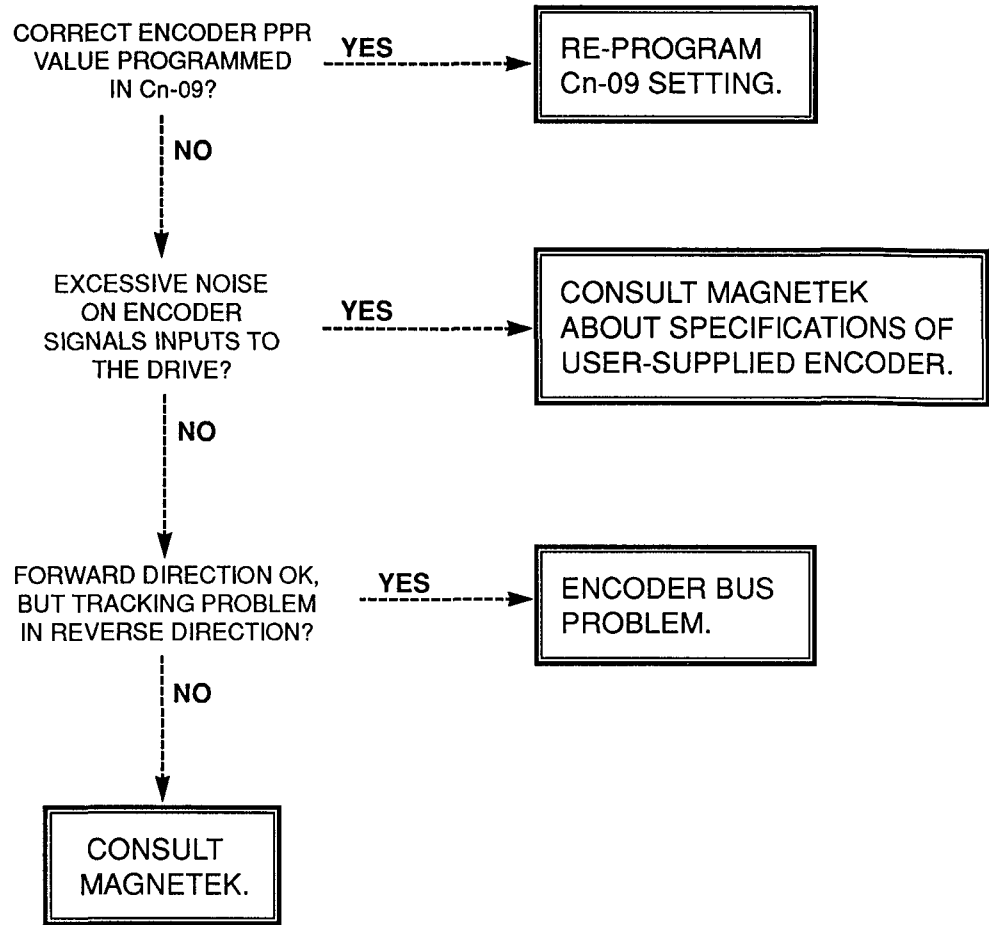 CORRECT ENCODER PPR
VALUE PROGRAMMED
IN Cn-09?
YES
RE-PROGRAM
Cn-09 SETTING.
NO
EXCESSIVE NOISE
ON ENCODER
SIGNALS INPUTS TO
THE DRIVE?
YES
CONSULT MAGNETEK
ABOUT SPECIFICATIONS OF
USER-SUPPLIED ENCODER.
NO
FORWARD DIRECTION OK,
BUT TRACKING PROBLEM
IN REVERSE DIRECTION?
YES
ENCODER BUS
PROBLEM.
NO
CONSULT
MAGNETEK.